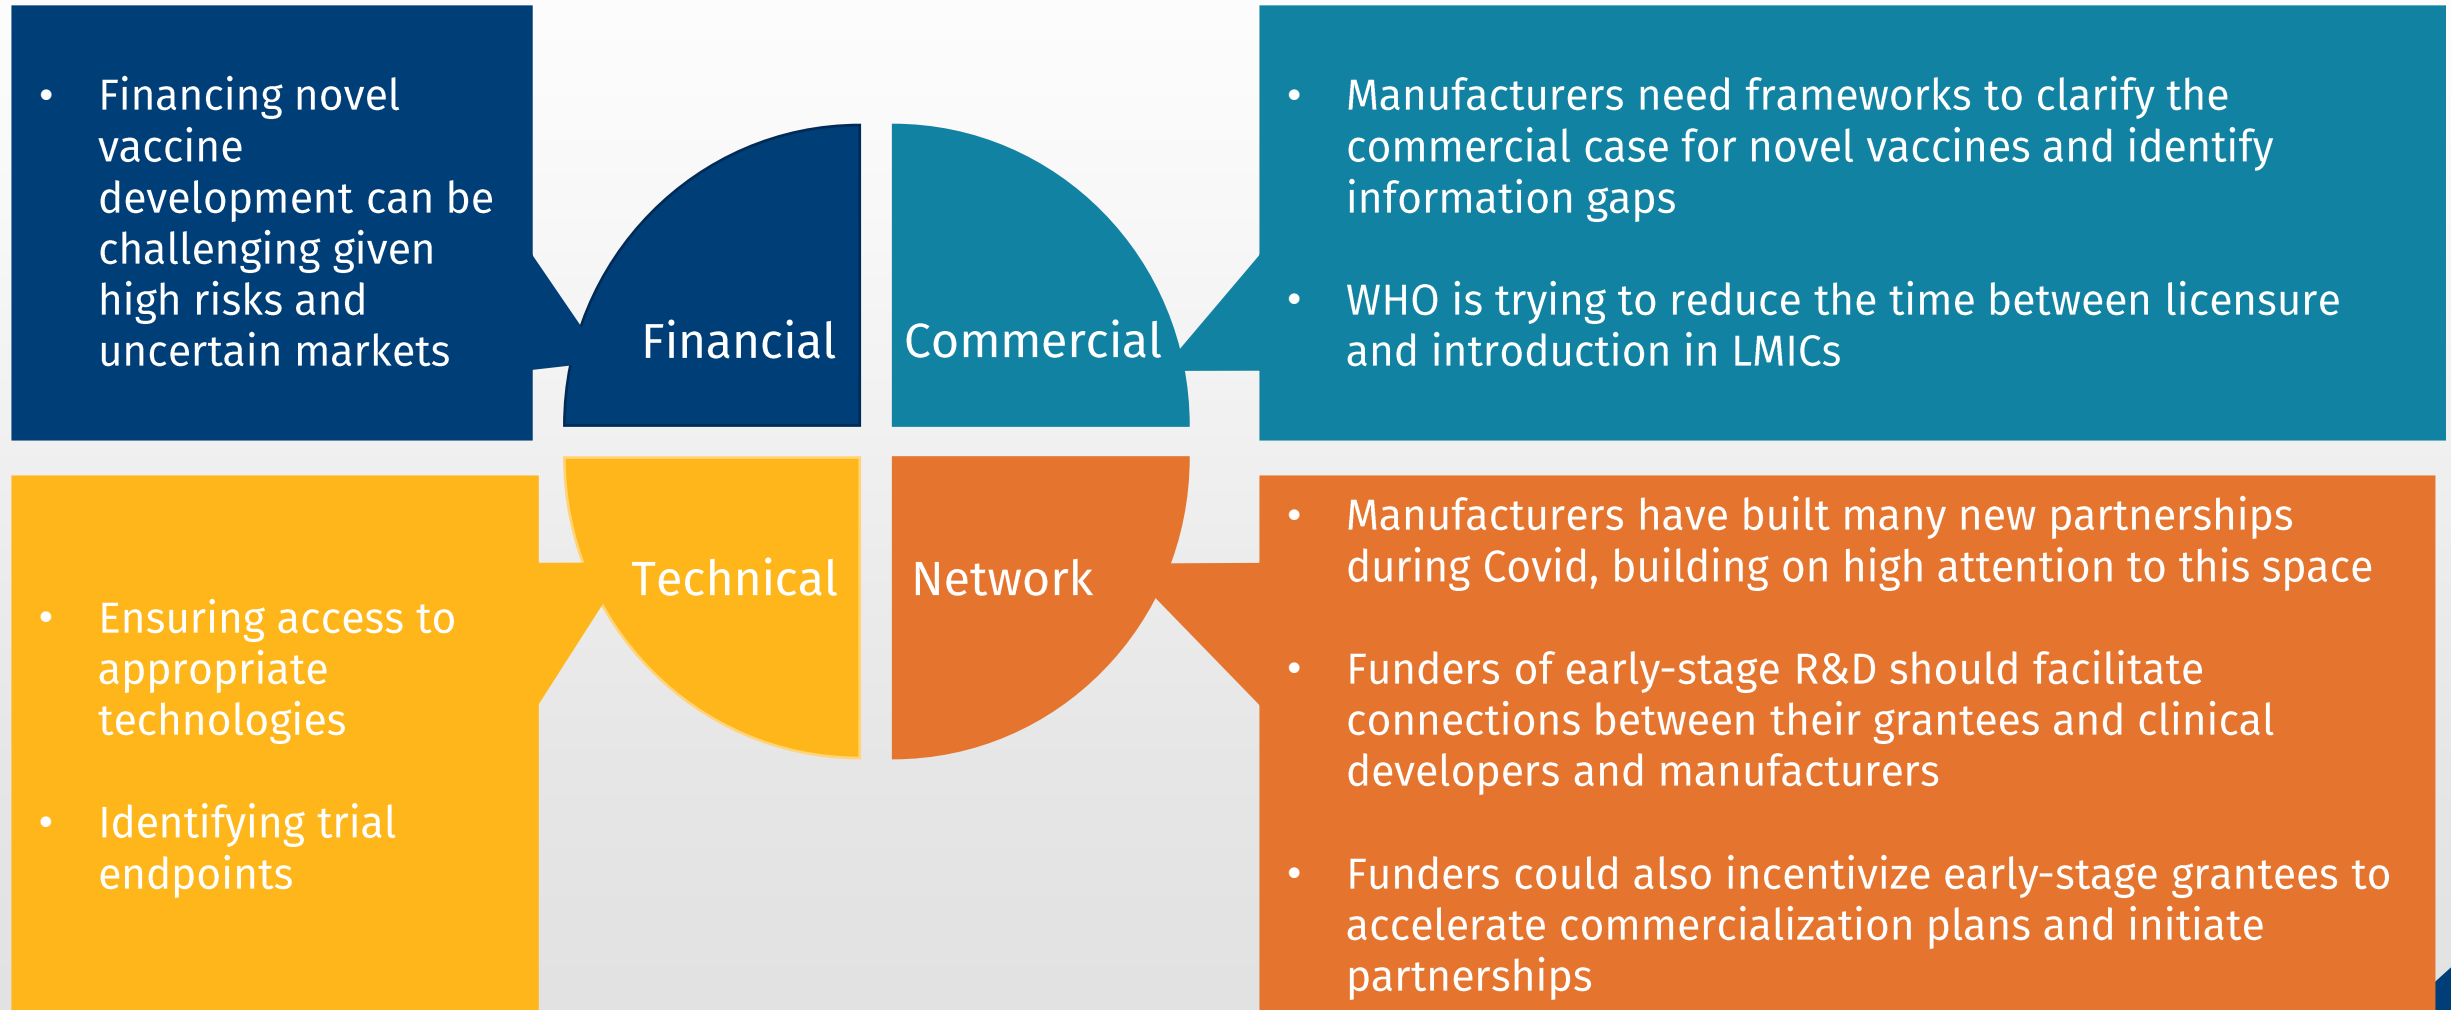 • Financing novel
vaccine
development can be
challenging given
high risks and
uncertain markets
Financial
Commercial
• Manufacturers need frameworks to clarify the
commercial case for novel vaccines and identify
information gaps
• WHO is trying to reduce the time between licensure
and introduction in LMICs
• Ensuring access to
appropriate
technologies
• Identifying trial
endpoints
Technical
Network
• Manufacturers have built many new partnerships
during Covid, building on high attention to this space
• Funders of early-stage R&D should facilitate
connections between their grantees and clinical
developers and manufacturers
• Funders could also incentivize early-stage grantees to
accelerate commercialization plans and initiate
partnerships